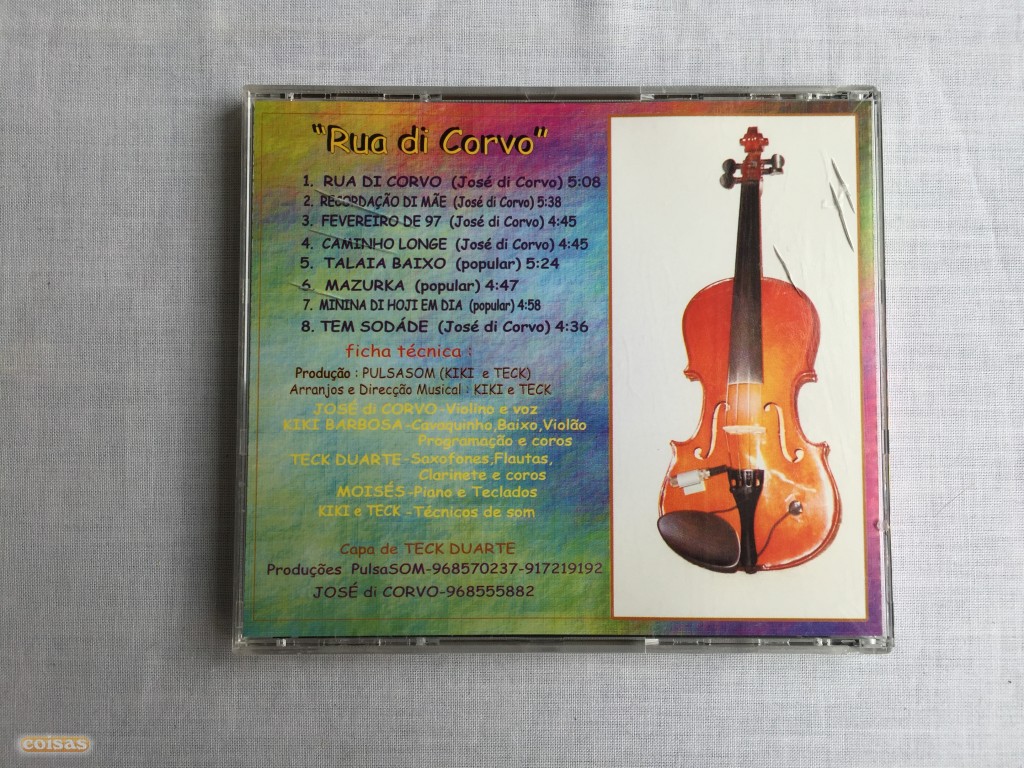 "Rua di Corvo"
1. RUA DI CORVO (José di Corvo) 5:08
2. RECORDAÇÃO DI MÃE (José di Corvo) 5:38
3. FEVEREIRO DE 97 (José di Corvo) 4:45
4. CAMINHO LONGE (José di Corvo) 4:45
5. TALAIA BAIXO (popular) 5:24
6. MAZURKA (popular) 4:47
7. MININA DI HOJI EM DIA (popular) 4:58
8. TEM SODÁDE (José di Corvo) 4:36
ficha técnica :
Produção : PULSASOM (KIKI e TECK)
Arranjos e Direcção Musical : KIKI e TECK
JOSÉ di CORVO-Violino e voz
KIKI BARBOSA-Cavaquinho,Baixo,Violão
Programação e coros
TECK DUARTE-Saxofones,Flautas,
Clarinete e coros
MOISÉS-Piano e Teclados
KIKI e TECK -Técnicos de som
Capa de TECK DUARTE
Produções PulsaSOM-968570237-917219192
JOSÉ di CORVO-968555882
coisas